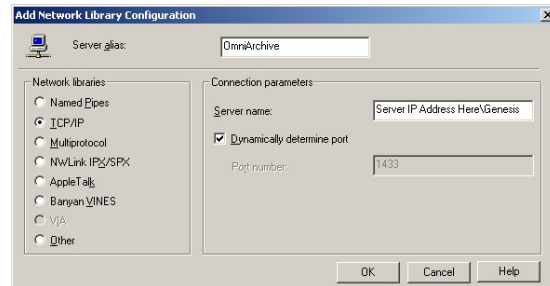 Add Network Library Configuration
Server alias:
OmniArchive
Network libraries
Named Pipes
TCP/IP
Multiprotocol
NWLink IPX/SPX
AppleTalk
Banyan VINES
VIA
Other
Connection parameters
Server name:
Server IP Address Here\Genesis
Dynamically determine port
Port number:
1433
OK
Cancel
Help